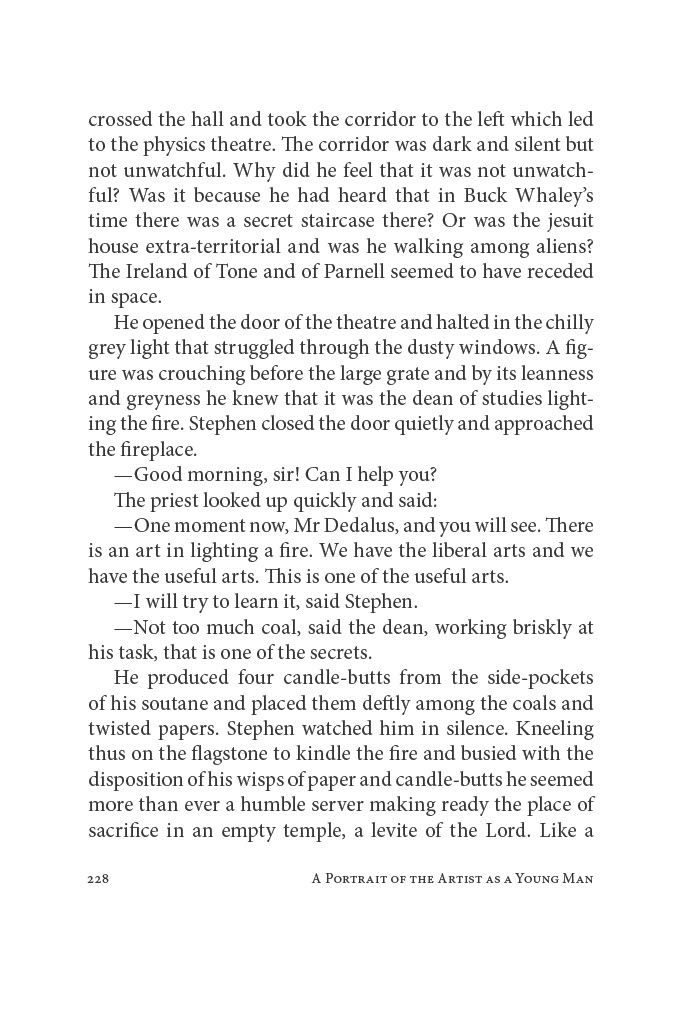 crossed the hall and took the corridor to the left which led
to the physics theatre. The corridor was dark and silent but
not unwatchful. Why did he feel that it was not unwatch-
ful? Was it because he had heard that in Buck Whaley’s
time there was a secret staircase there? Or was the jesuit
house extra-territorial and was he walking among aliens?
The Ireland of Tone and of Parnell seemed to have receded
in space.
He opened the door of the theatre and halted in the chilly
grey light that struggled through the dusty windows. A fig-
ure was crouching before the large grate and by its leanness
and greyness he knew that it was the dean of studies light-
ing the fire. Stephen closed the door quietly and approached
the fireplace.
—Good morning, sir! Can I help you?
The priest looked up quickly and said:
—One moment now, Mr Dedalus, and you will see. There
is an art in lighting a fire. We have the liberal arts and we
have the useful arts. This is one of the useful arts.
—I will try to learn it, said Stephen.
—Not too much coal, said the dean, working briskly at
his task, that is one of the secrets.
He produced four candle-butts from the side-pockets
of his soutane and placed them deftly among the coals and
twisted papers. Stephen watched him in silence. Kneeling
thus on the flagstone to kindle the fire and busied with the
disposition of his wisps of paper and candle-butts he seemed
more than ever a humble server making ready the place of
sacrifice in an empty temple, a levite of the Lord. Like a
228 A Portrait of the Artist as a Young Man